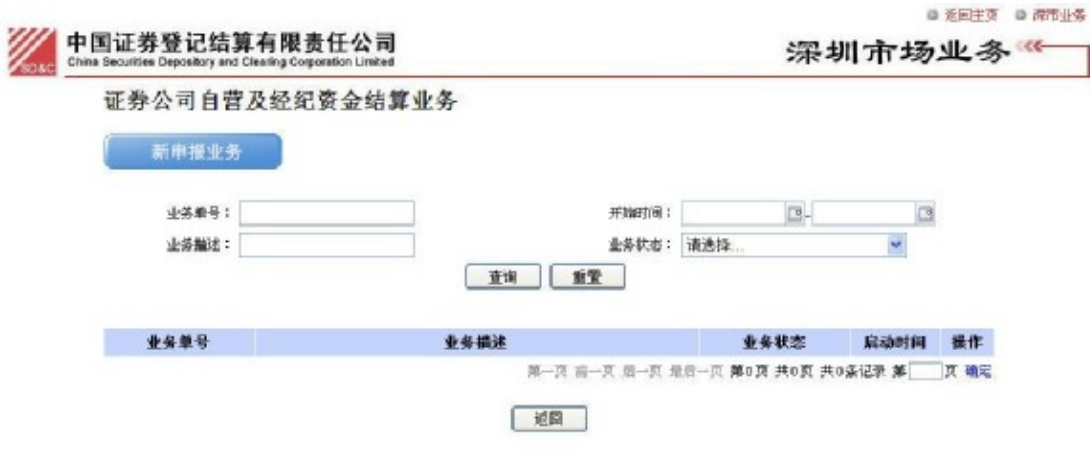 返回主页 深市业务
SD&C
中国证券登记结算有限责任公司
China Securities Depository and Clearing Corporation Limited
深圳市场业务
证券公司自营及经纪资金结算业务
新申报业务
业务单号： 开始时间： -
业务描述： 业务状态： 请选择...
查询 重置
业务单号 业务描述 业务状态 启动时间 操作
第一页 前一页 后一页 最后一页 第0页 共0页 共0条记录 第 页 确定
返回